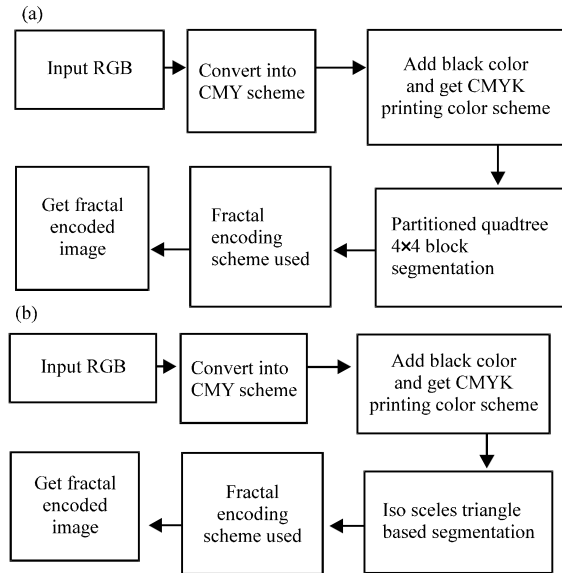 (a)
Input RGB
Convert into
CMY scheme
Add black color
and get CMYK
printing color scheme
Partitioned quadtree
4×4 block
segmentation
Fractal
encoding
scheme used
Get fractal
encoded
image
(b)
Input RGB
Convert into
CMY scheme
Add black color
and get CMYK
printing color scheme
Iso sceles triangle
based segmentation
Fractal
encoding
scheme used
Get fractal
encoded
image